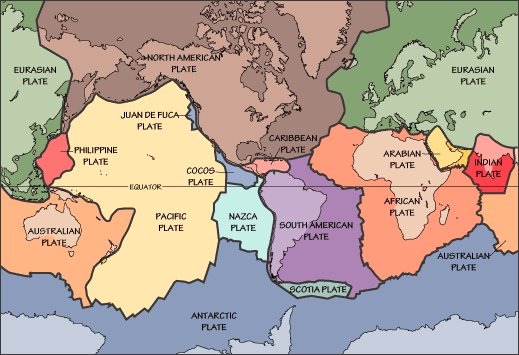 NORTH AMERICAN
PLATE
EURASIAN
PLATE
EURASIAN
PLATE
JUAN DE FUCA
PLATE
CARIBBEAN
PLATE
PHILIPPINE
PLATE
ARABIAN
PLATE
INDIAN
PLATE
COCOS
PLATE
EQUATOR
AFRICAN
PLATE
PACIFIC
PLATE
NAZCA
PLATE
SOUTH AMERICAN
PLATE
AUSTRALIAN
PLATE
AUSTRALIAN
PLATE
SCOTIA PLATE
ANTARCTIC
PLATE